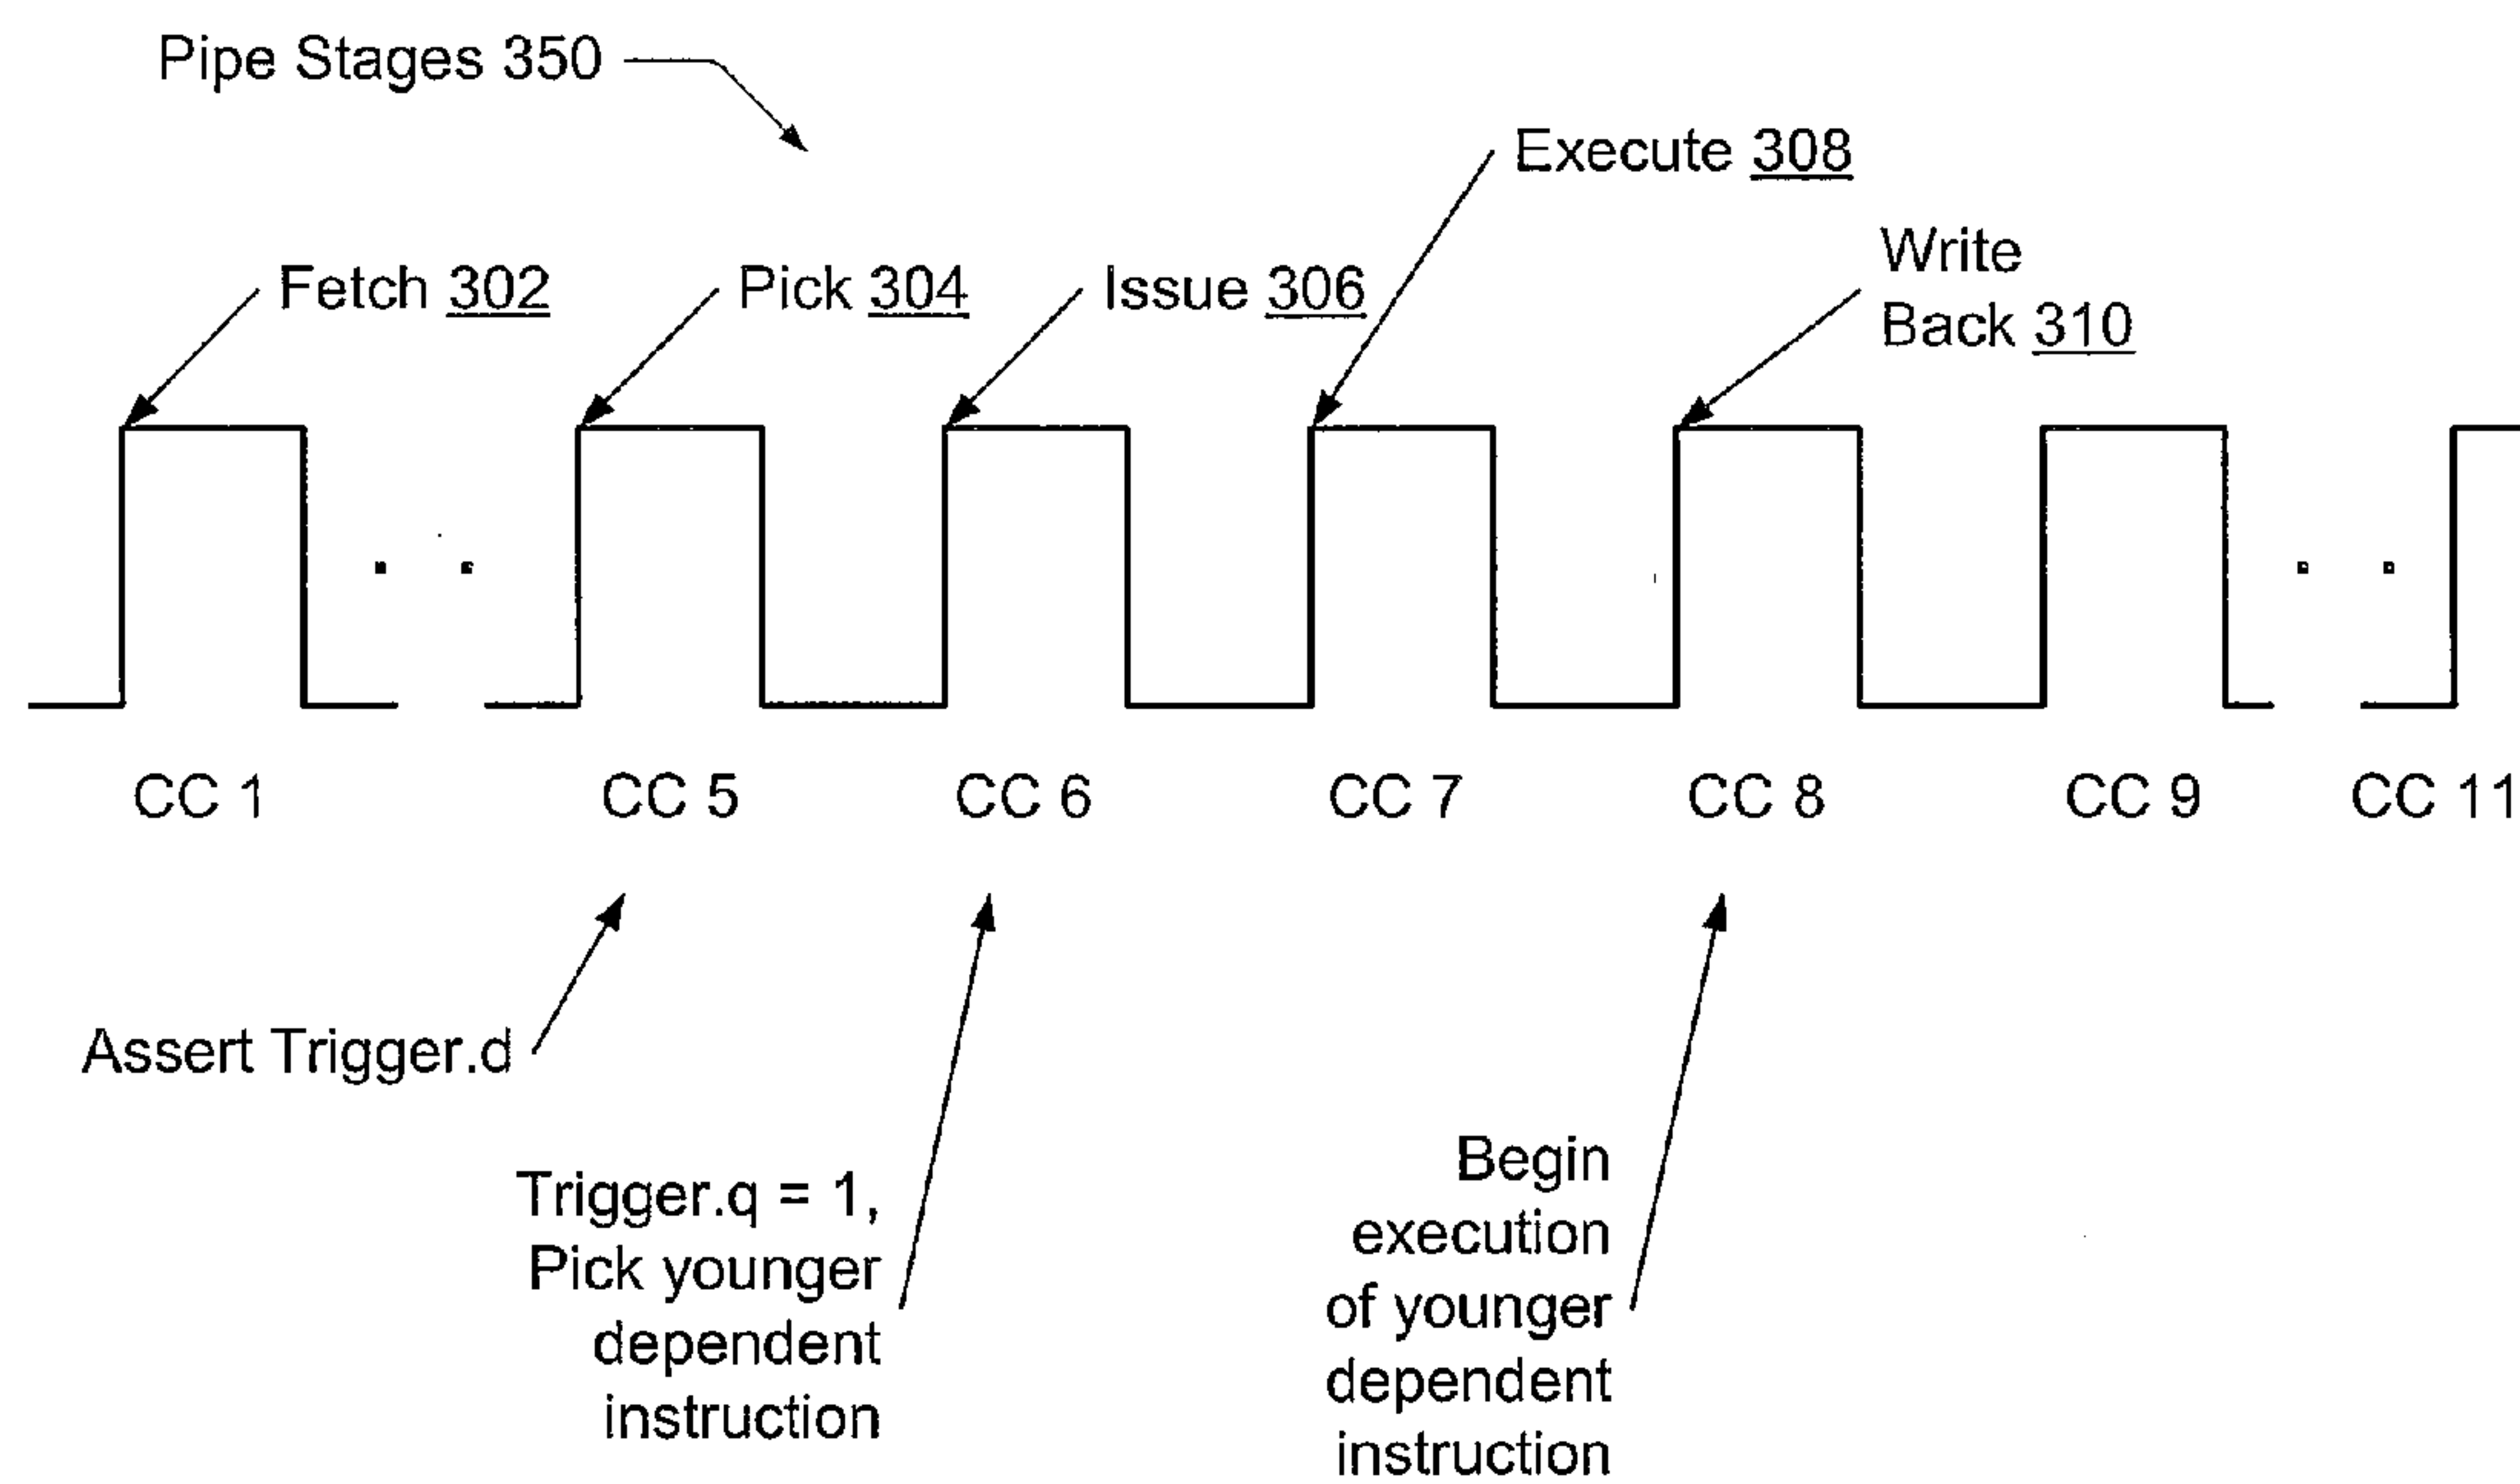 Pipe Stages 350
Execute 308
Write
Back 310
Fetch 302
Pick 304
Issue 306
CC 1
CC 5
CC 6
CC 7
CC 8
CC 9
CC 11
Assert Trigger.d
Trigger.q = 1,
Pick younger
dependent
instruction
Begin
execution
of younger
dependent
instruction